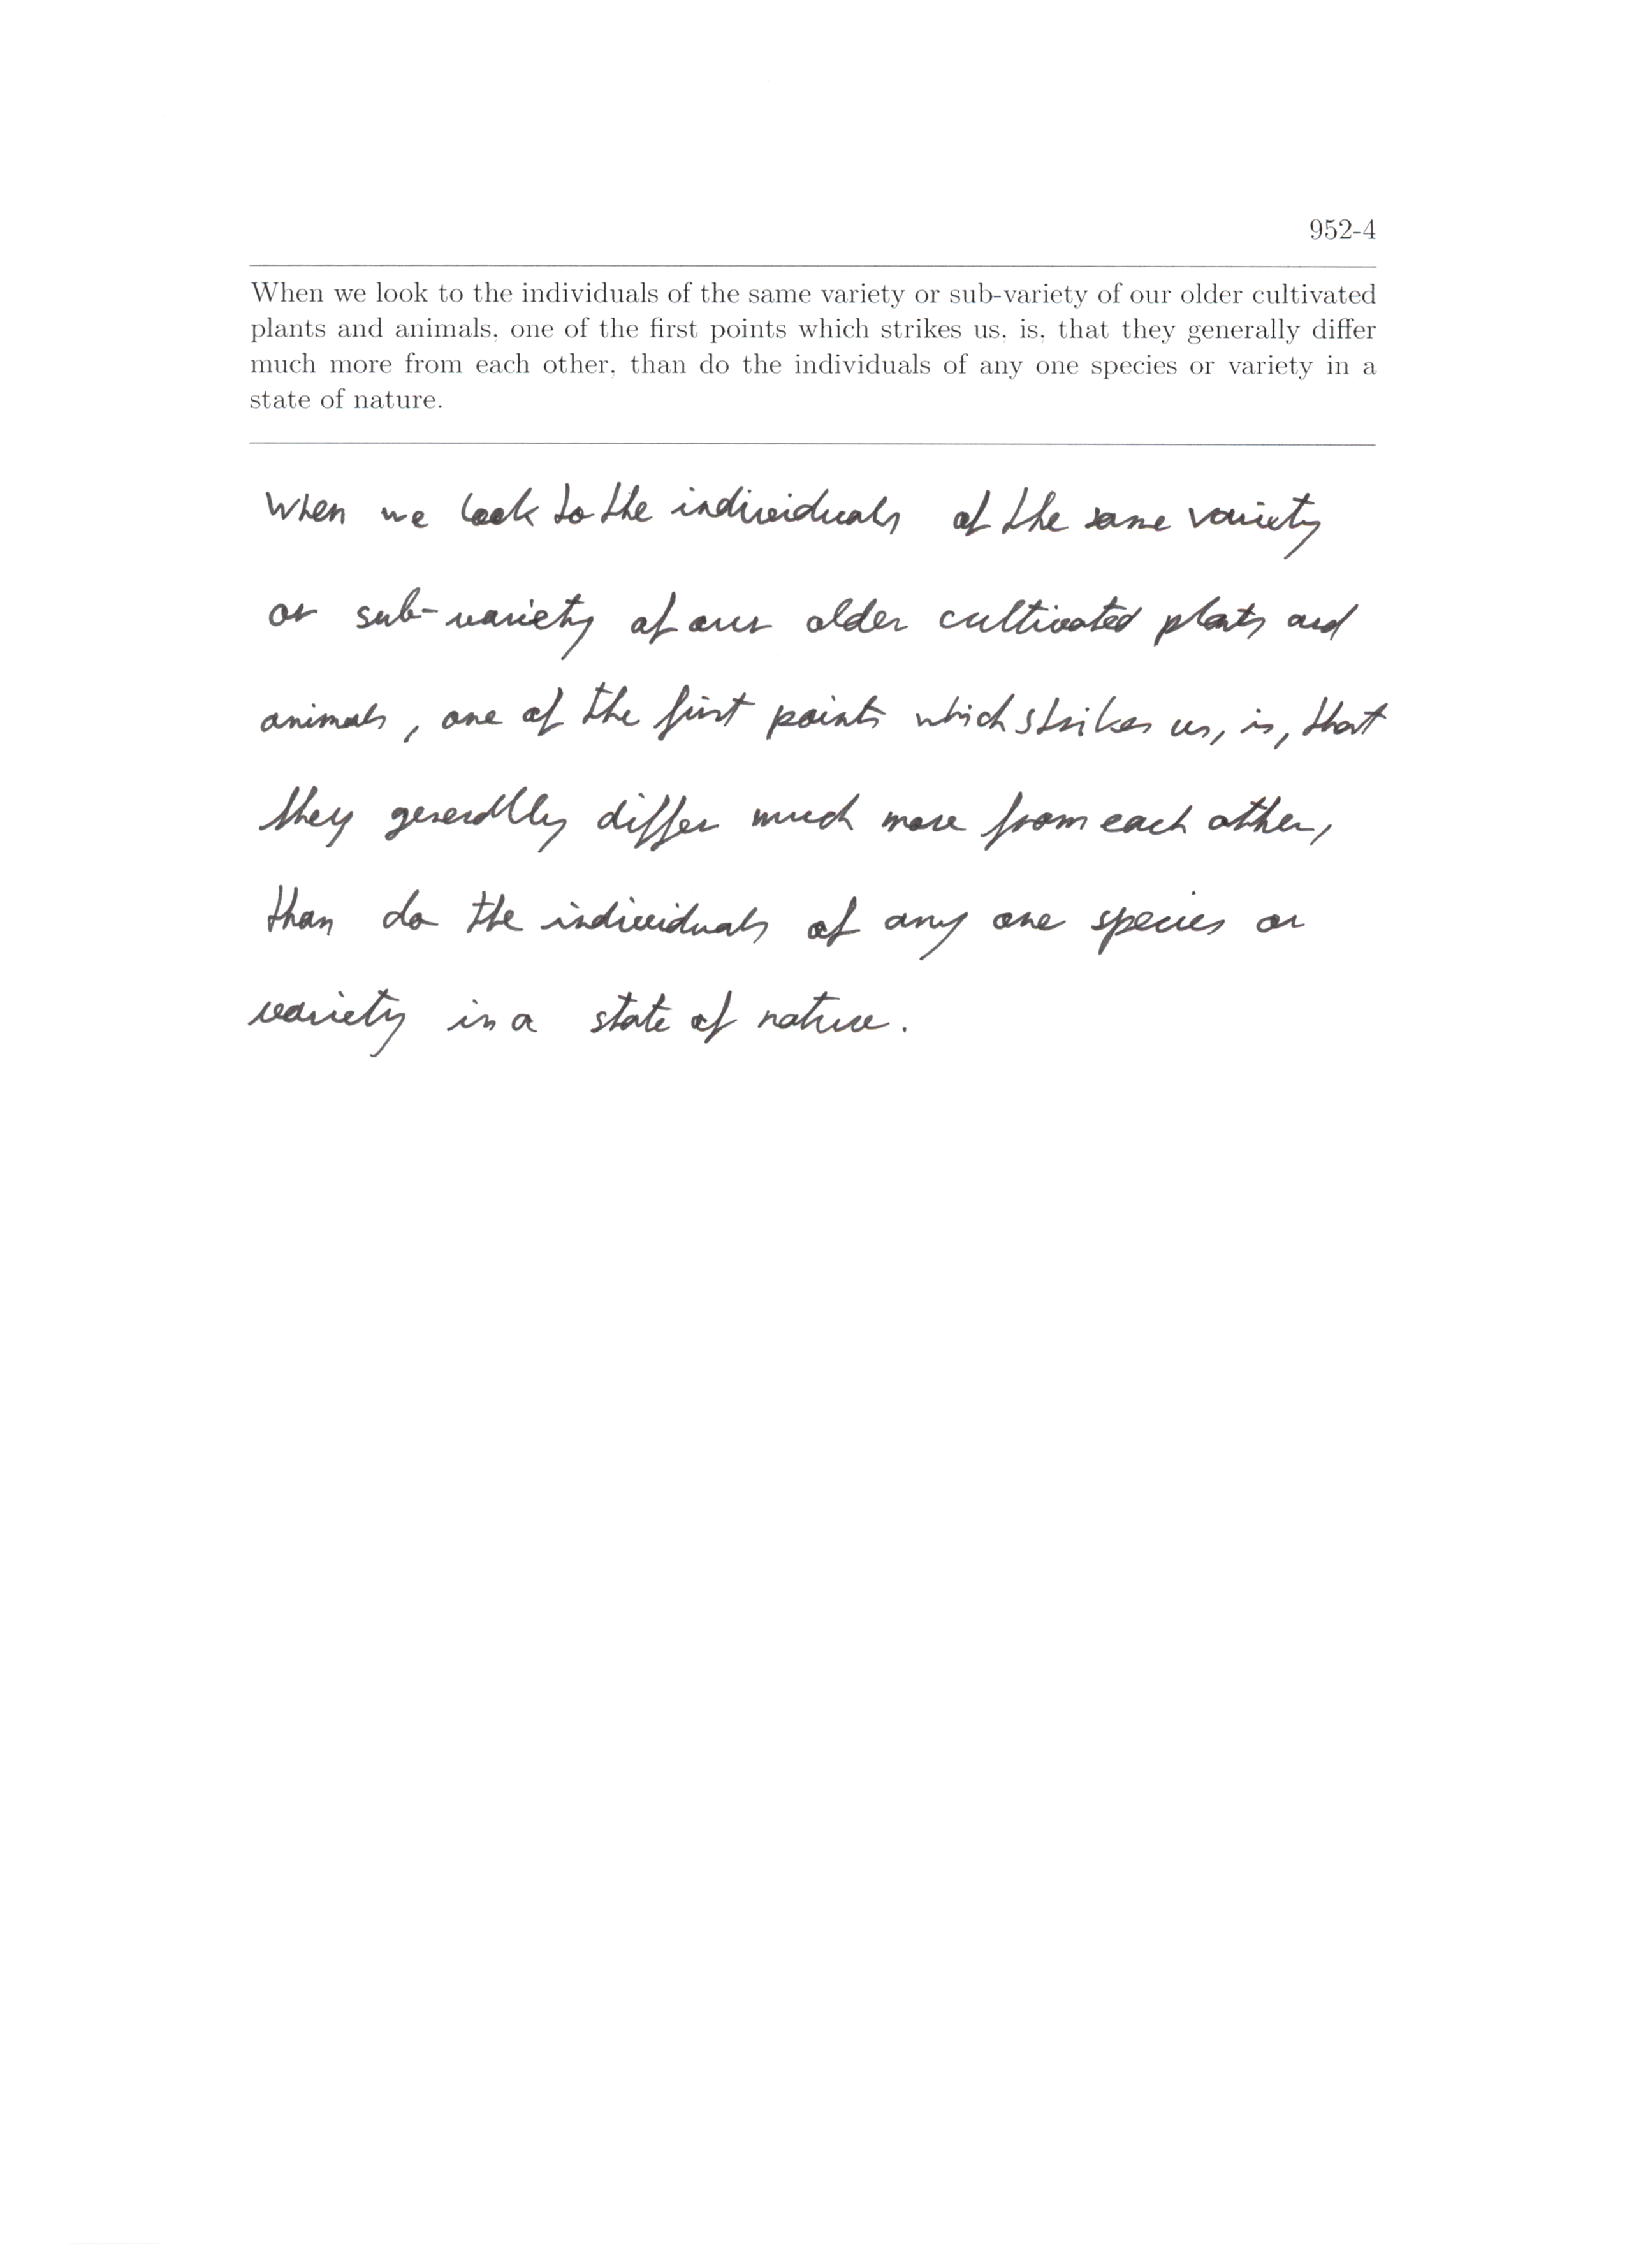 952-4
When we look to the individuals of the same variety or sub-variety of our older cultivated
plants and animals, one of the first points which strikes us, is, that they generally differ
much more from each other, than do the individuals of any one species or variety in a
state of nature.
When we look to the individuals of the same variety
or sub-variety of our older cultivated plants and
animals, one of the first points which strikes us, is, that
they generally differ much more from each other,
than do the individuals of any one species or
variety in a state of nature.